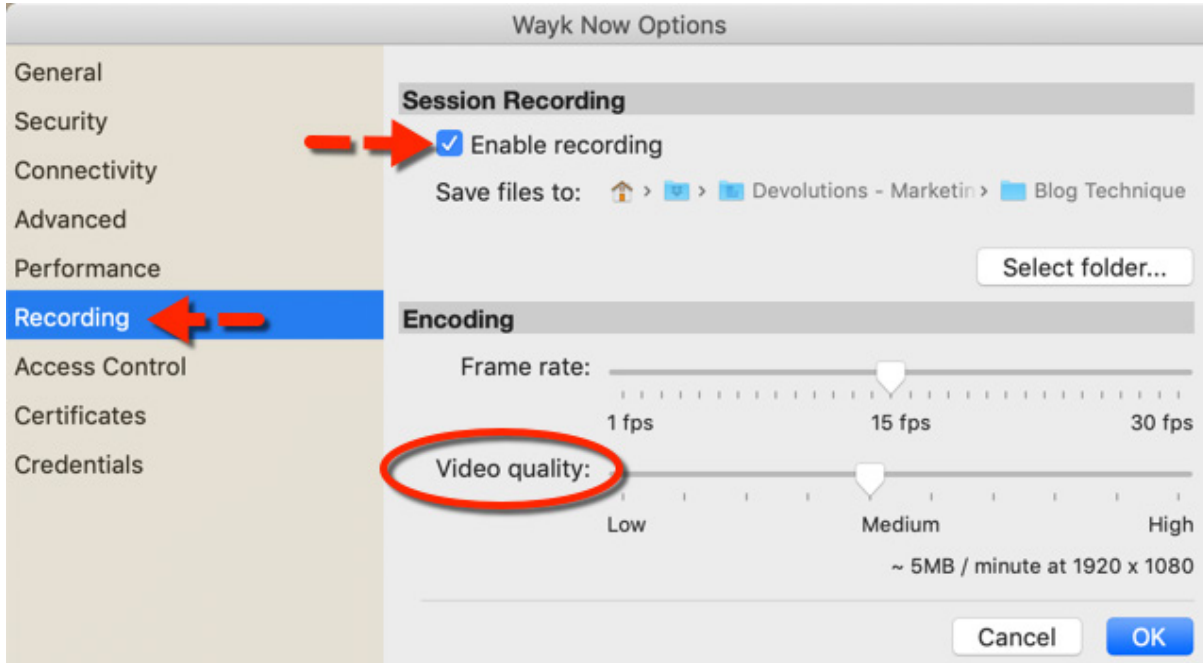 Wayk Now Options
General
Security
Connectivity
Advanced
Performance
Recording
Access Control
Certificates
Credentials
Session Recording
Enable recording
Save files to: › › Devolutions - Marketin › Blog Technique
Select folder...
Encoding
Frame rate:
1 fps 15 fps 30 fps
Video quality:
Low Medium High
~ 5MB / minute at 1920 x 1080
Cancel OK